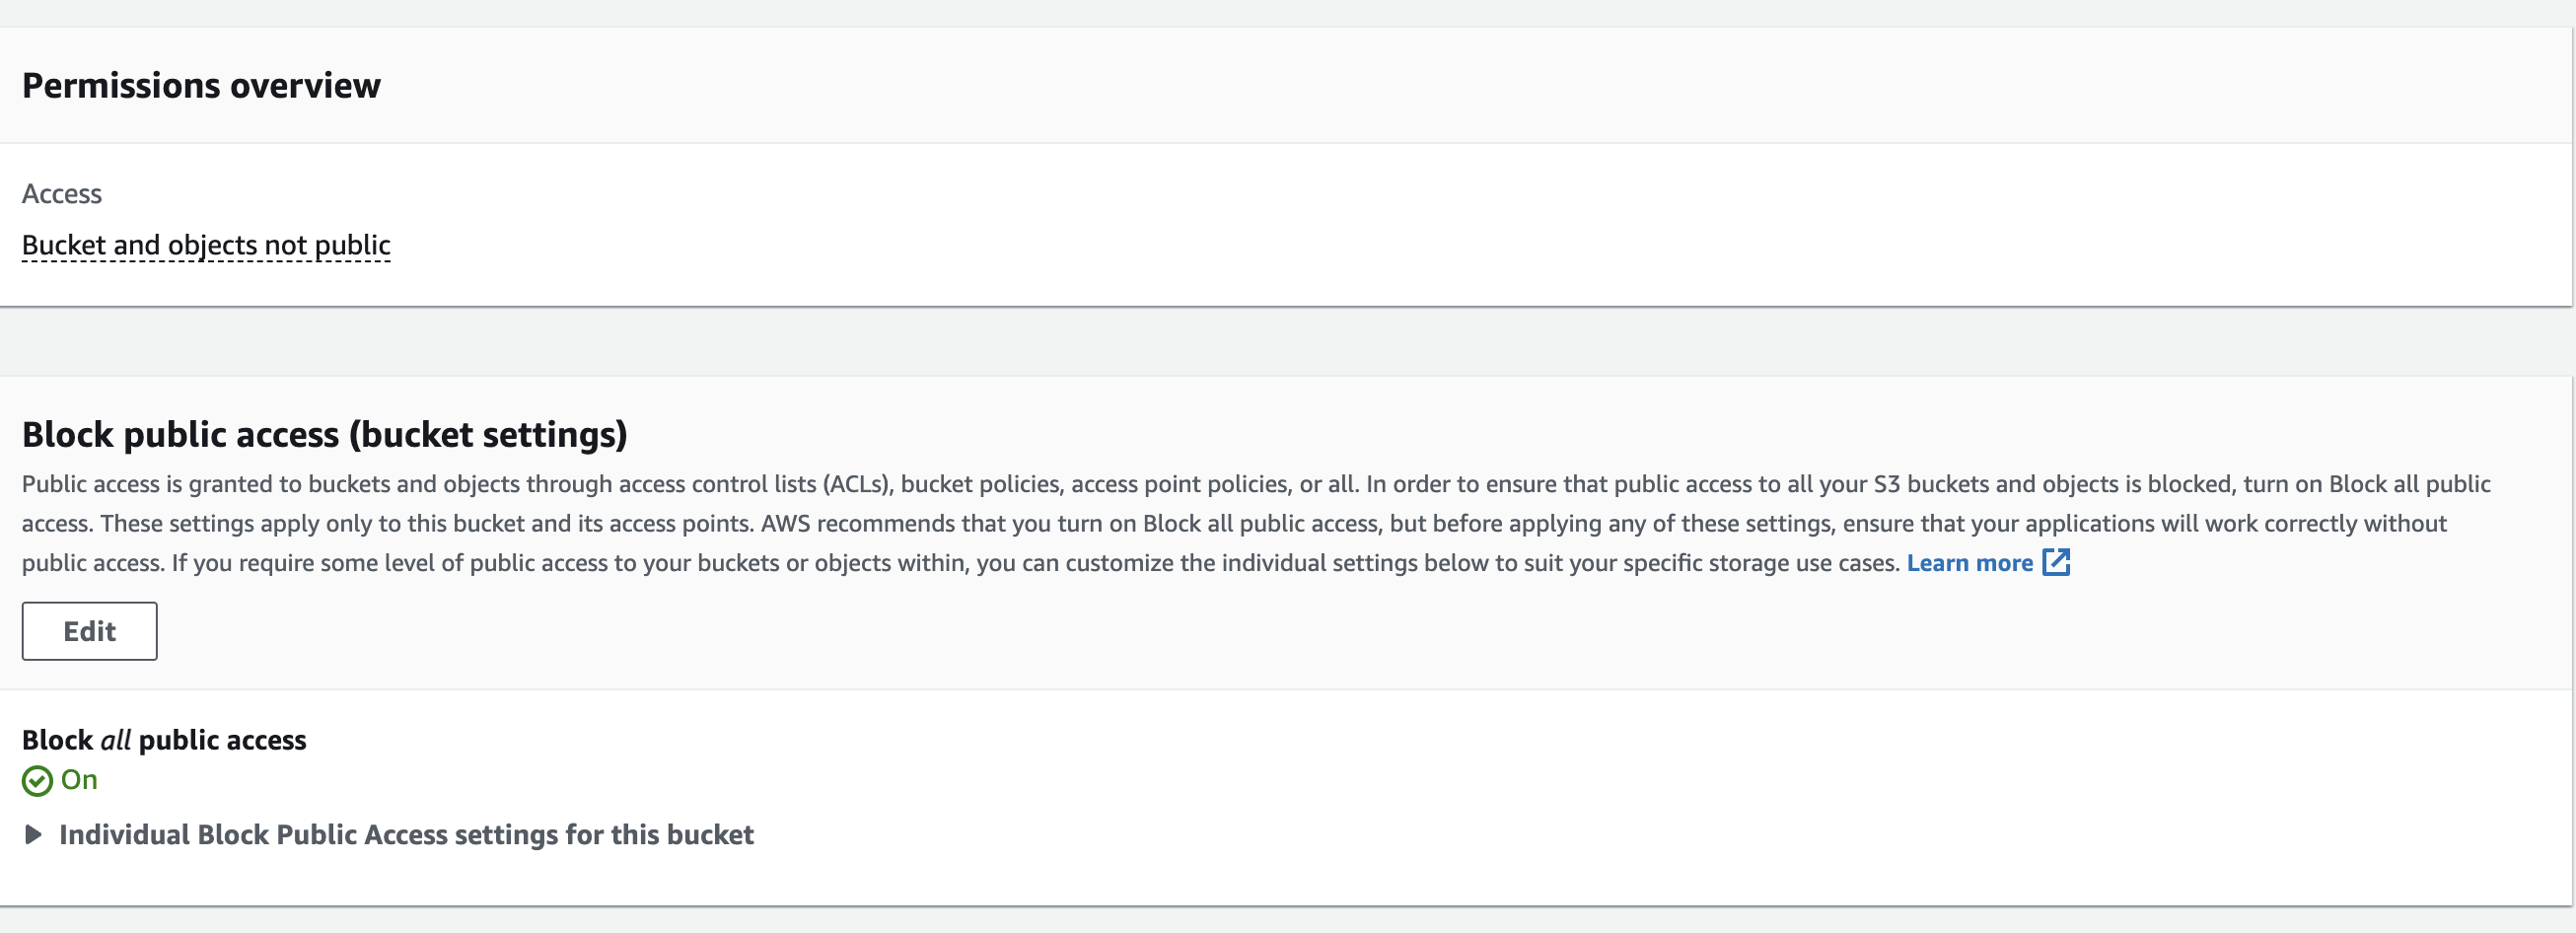 Permissions overview
Access
Bucket and objects not public
Block public access (bucket settings)
Public access is granted to buckets and objects through access control lists (ACLs), bucket policies, access point policies, or all. In order to ensure that public access to all your S3 buckets and objects is blocked, turn on Block all public
access. These settings apply only to this bucket and its access points. AWS recommends that you turn on Block all public access, but before applying any of these settings, ensure that your applications will work correctly without
public access. If you require some level of public access to your buckets or objects within, you can customize the individual settings below to suit your specific storage use cases. Learn more
Edit
Block all public access
On
Individual Block Public Access settings for this bucket